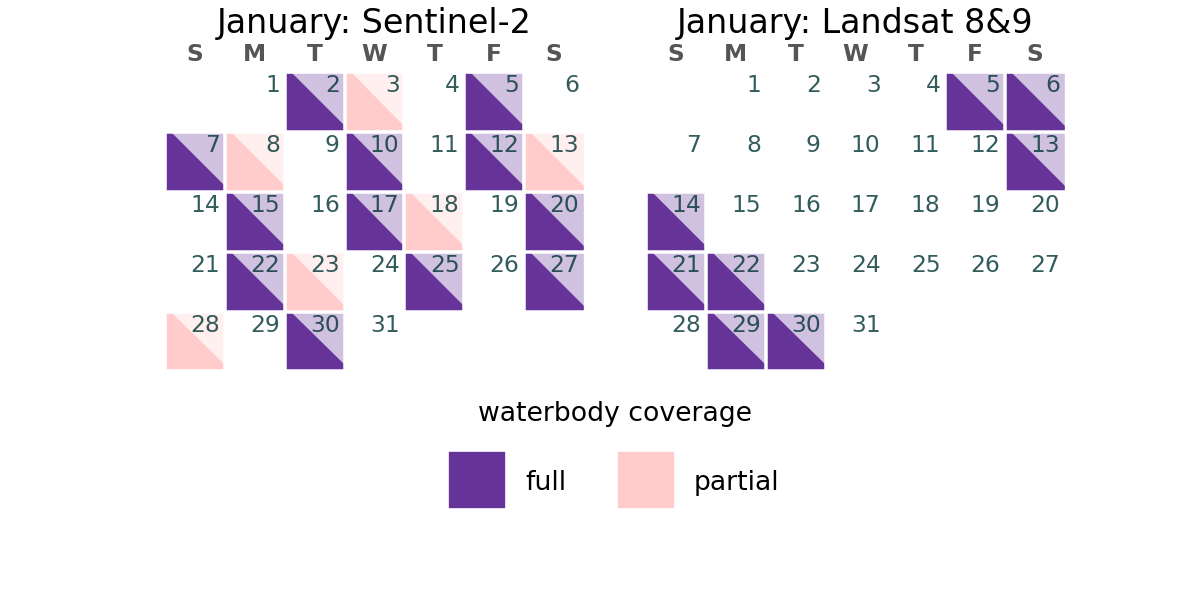 January: Sentinel-2
S M T W T F S
1 2 3 4 5 6
7 8 9 10 11 12 13
14 15 16 17 18 19 20
21 22 23 24 25 26 27
28 29 30 31
January: Landsat 8&9
S M T W T F S
1 2 3 4 5 6
7 8 9 10 11 12 13
14 15 16 17 18 19 20
21 22 23 24 25 26 27
28 29 30 31
waterbody coverage
full partial